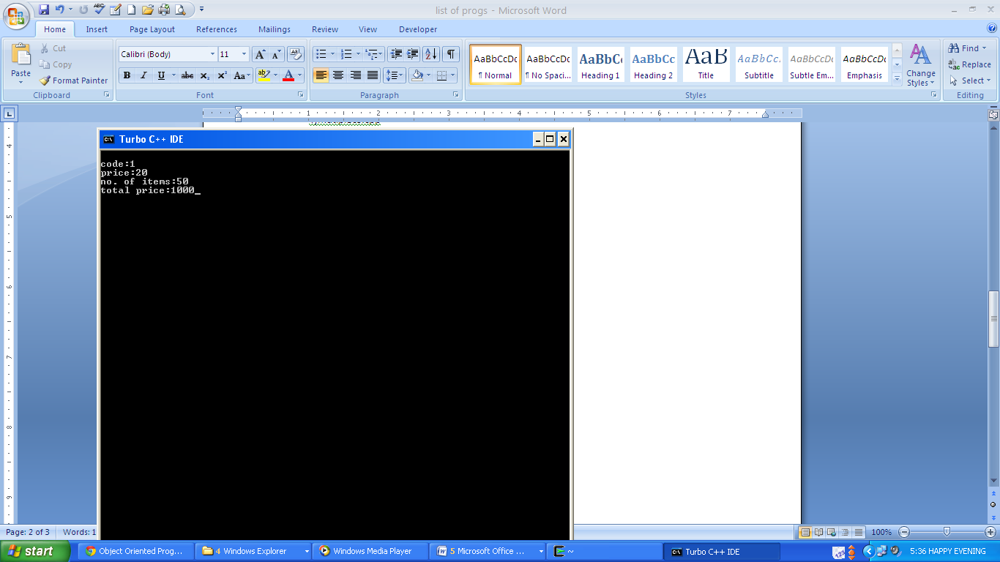 list of progs - Microsoft Word
Home Insert Page Layout References Mailings Review View Developer
Paste
Cut
Copy
Format Painter
Clipboard
Calibri (Body) 11
B I U abc x₂ x² Aa
Font
Paragraph
AaBbCcDc AaBbCcDc AaBbCc AaBbCc AaB AaBbCc. AaBbCcDc AaBbCcDc
¶ Normal ¶ No Spaci... Heading 1 Heading 2 Title Subtitle Subtle Em... Emphasis
Change
Styles
Styles
Find
Replace
Select
Editing
1 2 3 4 5 6 7
4
5
6
7
8
9
Turbo C++ IDE
code:1
price:20
no. of items:50
total price:1000_
Page: 2 of 3 Words: 1
100%
start
Object Oriented Prog...
4 Windows Explorer
Windows Media Player
5 Microsoft Office ...
~
Turbo C++ IDE
5:36 HAPPY EVENING